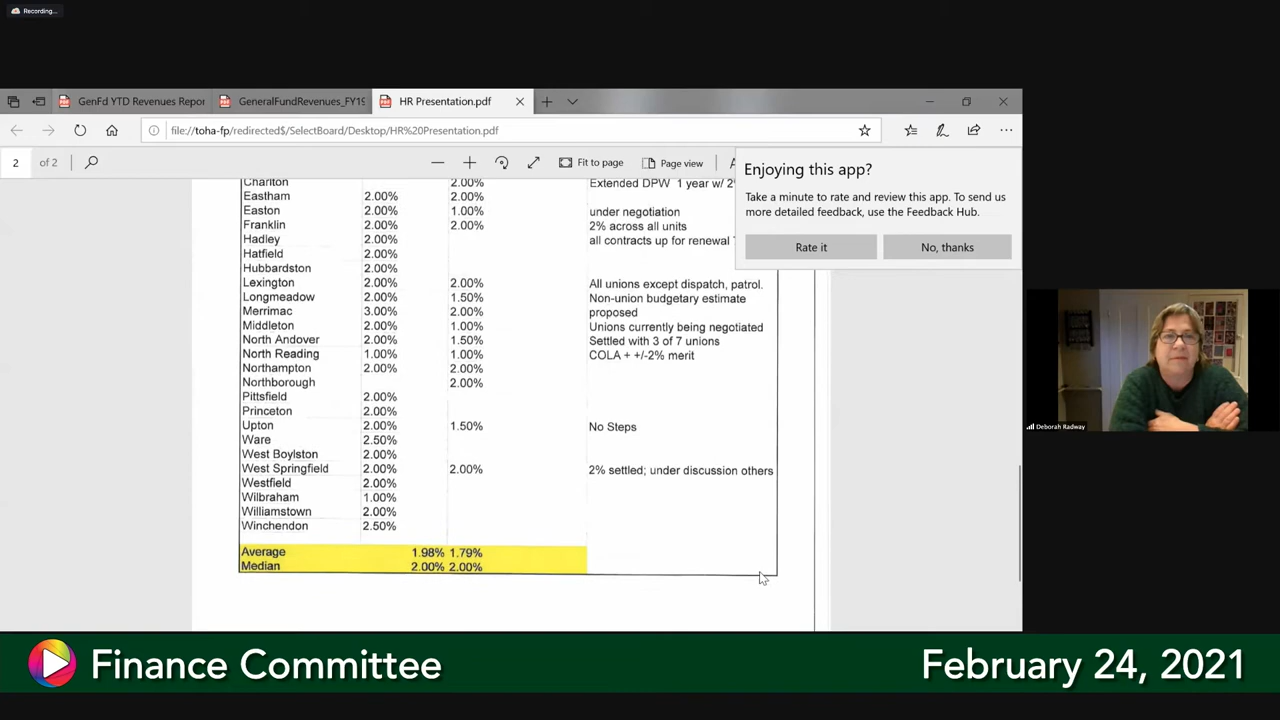 Recording...
GenFd YTD Revenues Repor
GeneralFundRevenues_FY19
HR Presentation.pdf
file://toha-fp/redirected$/SelectBoard/Desktop/HR%20Presentation.pdf
2 of 2
Fit to page
Page view
A
Enjoying this app?
Take a minute to rate and review this app. To send us
more detailed feedback, use the Feedback Hub.
Rate it
No, thanks
Charlton 2.00% Extended DPW 1 year w/ 2
Eastham 2.00% 2.00%
Easton 2.00% 1.00% under negotiation
Franklin 2.00% 2.00% 2% across all units
Hadley 2.00% all contracts up for renewal
Hatfield 2.00%
Hubbardston 2.00%
Lexington 2.00% 2.00% All unions except dispatch, patrol.
Longmeadow 2.00% 1.50% Non-union budgetary estimate
Merrimac 3.00% 2.00% proposed
Middleton 2.00% 1.00% Unions currently being negotiated
North Andover 2.00% 1.50% Settled with 3 of 7 unions
North Reading 1.00% 1.00% COLA + +/-2% merit
Northampton 2.00% 2.00%
Northborough 2.00%
Pittsfield 2.00%
Princeton 2.00%
Upton 2.00% 1.50% No Steps
Ware 2.50%
West Boylston 2.00%
West Springfield 2.00% 2.00% 2% settled; under discussion others
Westfield 2.00%
Wilbraham 1.00%
Williamstown 2.00%
Winchendon 2.50%
Average 1.98% 1.79%
Median 2.00% 2.00%
Deborah Radway
Finance Committee
February 24, 2021